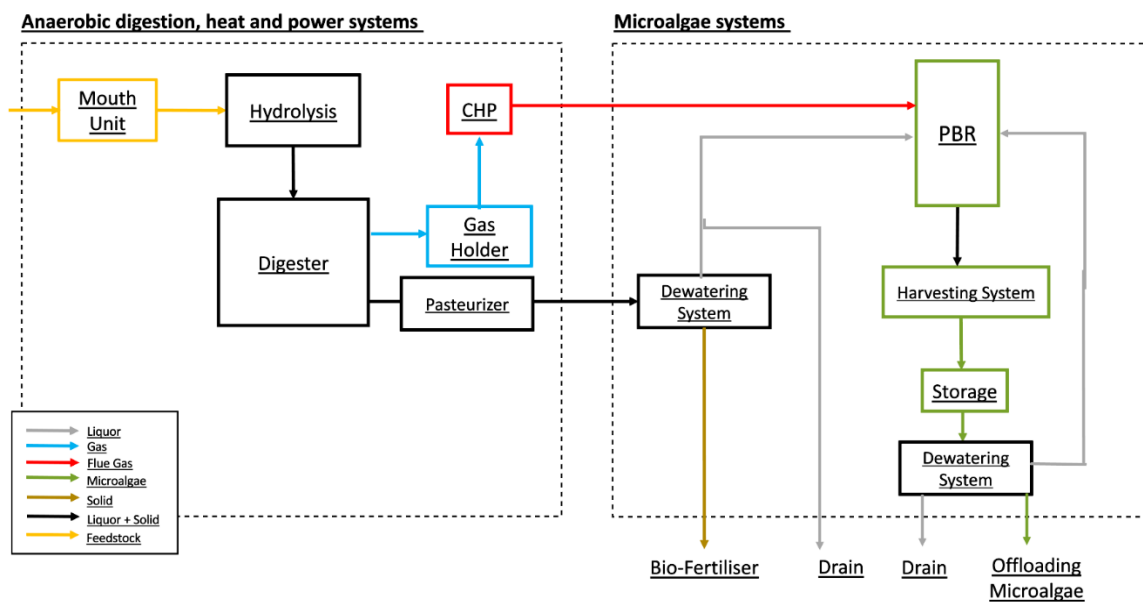 Anaerobic digestion, heat and power systems
Microalgae systems
Mouth
Unit
Hydrolysis
CHP
PBR
Digester
Gas
Holder
Pasteurizer
Dewatering
System
Harvesting System
Storage
Dewatering
System
Liquor
Gas
Flue Gas
Microalgae
Solid
Liquor + Solid
Feedstock
Bio-Fertiliser
Drain
Drain
Offloading
Microalgae